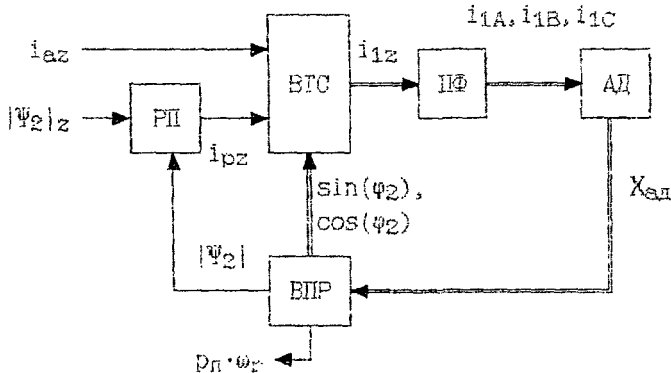 i1A, i1B, i1C
iaz
i1z
ВГС
ПФ
АД
|Ψ2|z
РП
ipz
sin(φ2),
cos(φ2)
Xад
|Ψ2|
ВПР
pп·ωr